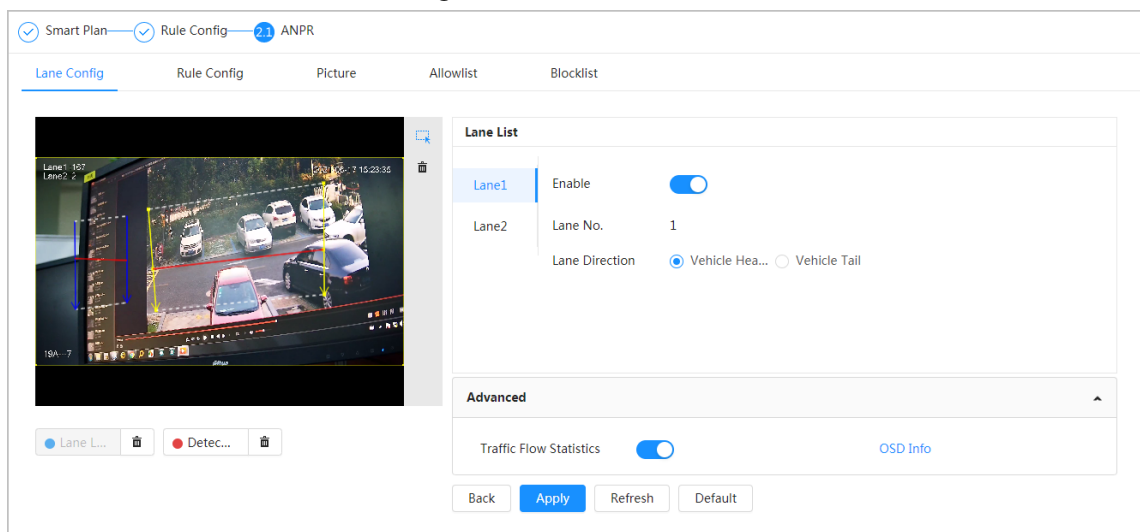 Smart Plan Rule Config 2.1 ANPR
Lane Config Rule Config Picture Allowlist Blocklist
Lane1 167
Lane2 2
15:23:35
19A 7
Lane L...
Detec...
Lane List
Lane1
Lane2
Enable
Lane No. 1
Lane Direction Vehicle Hea... Vehicle Tail
Advanced
Traffic Flow Statistics OSD Info
Back Apply Refresh Default